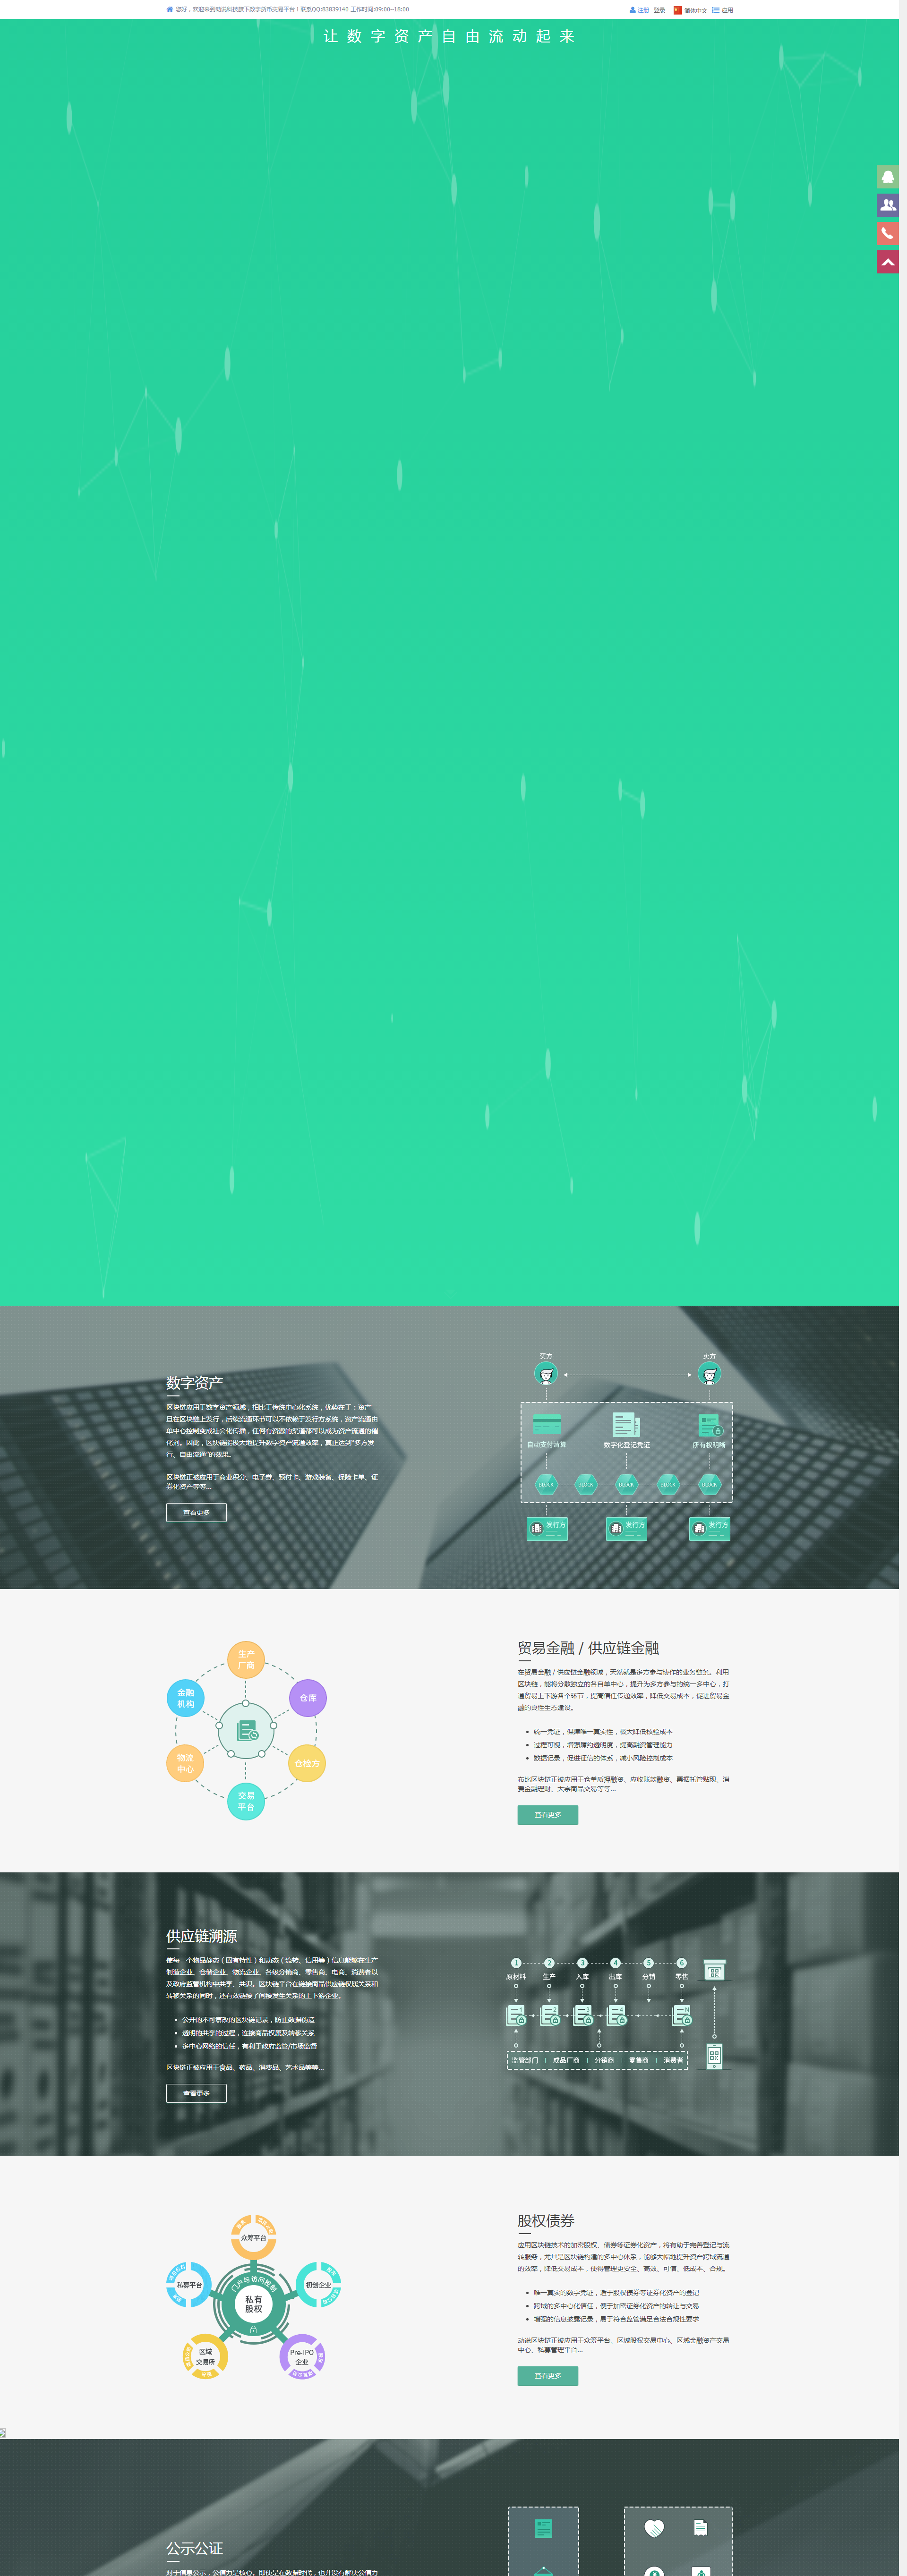 您好，欢迎来到动说科技旗下数字货币交易平台！联系QQ:83839140 工作时间:09:00--18:00
注册 登录 简体中文 应用
让数字资产自由流动起来
数字资产
区块链应用于数字资产领域，相比于传统中心化系统，优势在于：资产一
旦在区块链上发行，后续流通环节可以不依赖于发行方系统，资产流通由
单中心控制变成社会化传播，任何有资源的渠道都可以成为资产流通的催
化剂。因此，区块链能极大地提升数字资产流通效率，真正达到“多方发
行、自由流通”的效果。
区块链正被应用于商业积分、电子券、预付卡、游戏装备、保险卡单、证
券化资产等等...
查看更多
买方 卖方
自动支付清算 数字化登记凭证 所有权明晰
BLOCK BLOCK BLOCK BLOCK BLOCK
发行方 发行方 发行方
生产
厂商
金融
机构
仓库
物流
中心
仓检方
交易
平台
贸易金融 / 供应链金融
在贸易金融 / 供应链金融领域，天然就是多方参与协作的业务链条。利用
区块链，能将分散独立的各自单中心，提升为多方参与的统一多中心，打
通贸易上下游各个环节，提高信任传递效率，降低交易成本，促进贸易金
融的良性生态建设。
统一凭证，保障唯一真实性，极大降低核验成本
过程可视，增强履约透明度，提高融资管理能力
数据记录，促进征信的体系，减小风险控制成本
布比区块链正被应用于仓单质押融资、应收账款融资、票据托管贴现、消
费金融理财、大宗商品交易等等...
查看更多
供应链溯源
使每一个物品静态（固有特性）和动态（流转、信用等）信息能够在生产
制造企业、仓储企业、物流企业、各级分销商、零售商、电商、消费者以
及政府监管机构中共享、共识。区块链平台在链接商品供应链权属关系和
转移关系的同时，还有效链接了间接发生关系的上下游企业。
公开的不可篡改的区块链记录，防止数据伪造
透明的共享的过程，连接商品权属及转移关系
多中心网络的信任，有利于政府监管/市场监督
区块链正被应用于食品、药品、消费品、艺术品等等...
查看更多
1 2 3 4 5 6
原材料 生产 入库 出库 分销 零售
监管部门 | 成品厂商 | 分销商 | 零售商 | 消费者
众筹平台
私募平台
初创企业
门户与访问控制
私有
股权
区域
交易所
Pre-IPO
企业
股权债券
应用区块链技术的加密股权、债券等证券化资产，将有助于完善登记与流
转服务，尤其是区块链构建的多中心体系，能够大幅地提升资产跨域流通
的效率，降低交易成本，使得管理更安全、高效、可信、低成本、合规。
唯一真实的数字凭证，适于股权债券等证券化资产的登记
跨域的多中心化信任，便于加密证券化资产的转让与交易
增强的信息披露记录，易于符合监管满足合法合规性要求
动说区块链正被应用于众筹平台、区域股权交易中心、区域金融资产交易
中心、私募管理平台...
查看更多
公示公证
对于信息公示，公信力是核心。即使是在数据时代，也并没有解决公信力